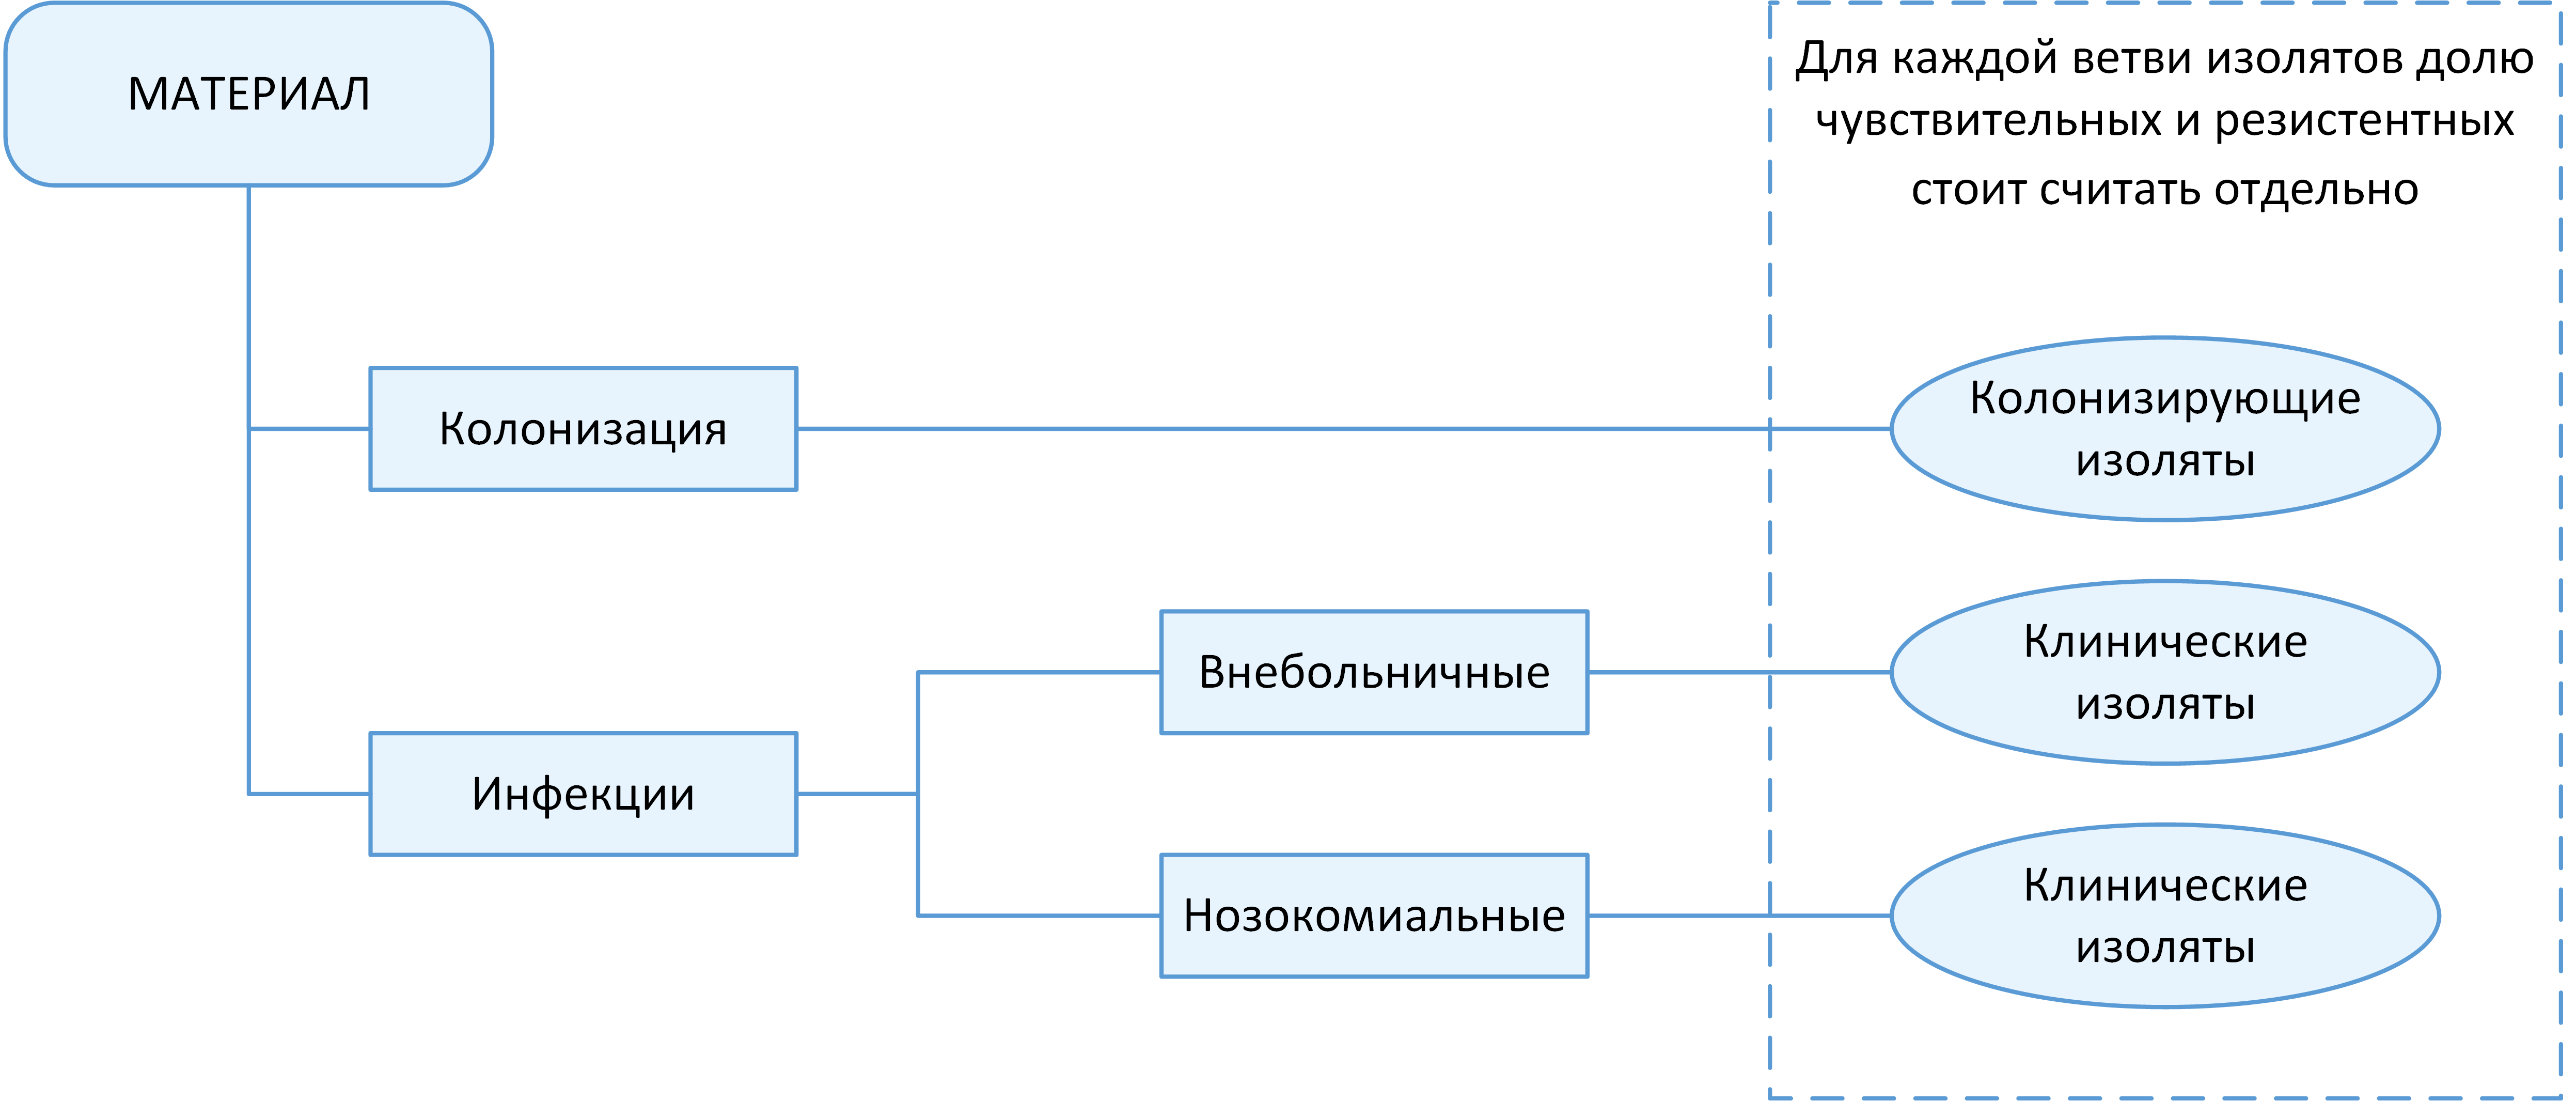 МАТЕРИАЛ
Для каждой ветви изолятов долю
чувствительных и резистентных
стоит считать отдельно
Колонизация
Колонизирующие
изоляты
Инфекции
Внебольничные
Клинические
изоляты
Нозокомиальные
Клинические
изоляты